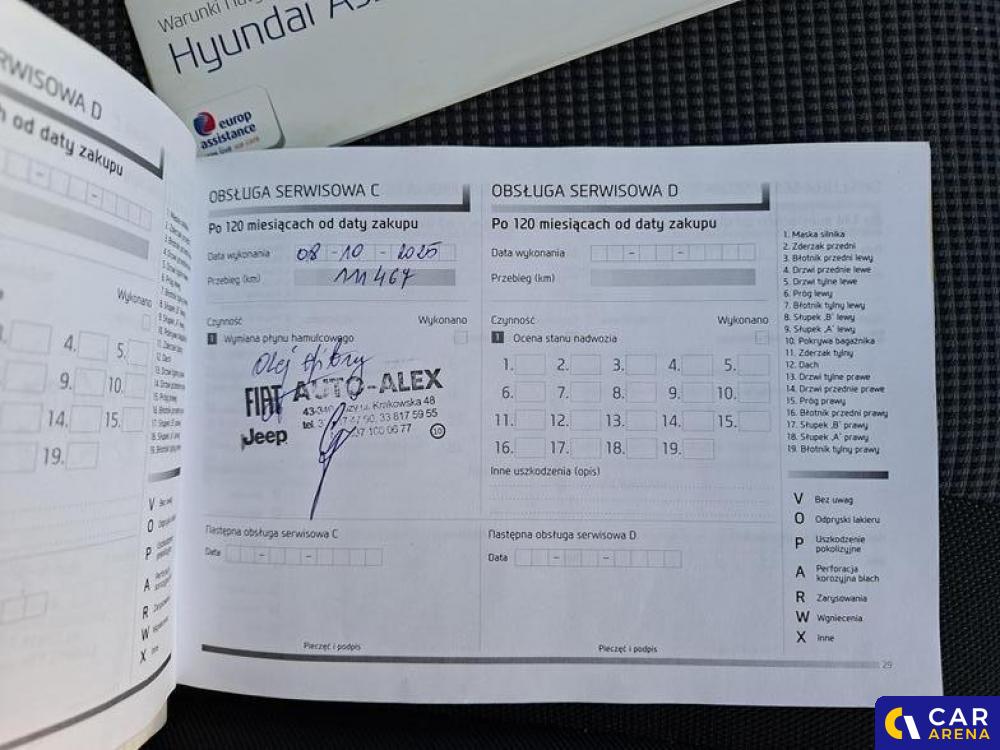 Warunki
Hyundai
europ
assistance
OBSŁUGA SERWISOWA C
Po 120 miesiącach od daty zakupu
Data wykonania 08 - 10 - 2025
Przebieg (km) 111 467
Czynność Wykonano
1 Wymiana płynu hamulcowego
Olej filtry
FIAT AUTO-ALEX
Krakowska 48
33 817 59 55
Jeep
10
Następna obsługa serwisowa C
Data - -
Pieczęć i podpis
OBSŁUGA SERWISOWA D
Po 120 miesiącach od daty zakupu
Data wykonania - -
Przebieg (km)
Czynność Wykonano
1 Ocena stanu nadwozia
1. 2. 3. 4. 5.
6. 7. 8. 9. 10.
11. 12. 13. 14. 15.
16. 17. 18. 19.
Inne uszkodzenia (opis)
Następna obsługa serwisowa D
Data - -
Pieczęć i podpis
1. Maska silnika
2. Zderzak przedni
3. Błotnik przedni lewy
4. Drzwi przednie lewe
5. Drzwi tylne lewe
6. Próg lewy
7. Błotnik tylny lewy
8. Słupek „B” lewy
9. Słupek „A” lewy
10. Pokrywa bagażnika
11. Zderzak tylny
12. Dach
13. Drzwi tylne prawe
14. Drzwi przednie prawe
15. Próg prawy
16. Błotnik przedni prawy
17. Słupek „B” prawy
18. Słupek „A” prawy
19. Błotnik tylny prawy
V Bez uwag
O Odpryski lakieru
P Uszkodzenie
pokolizyjne
A Perforacja
korozyjna blach
R Zarysowania
W Wgniecenia
X Inne
29
od daty zakupu
Wykonano
4. 5.
9. 10.
14. 15.
19.
CAR
ARENA